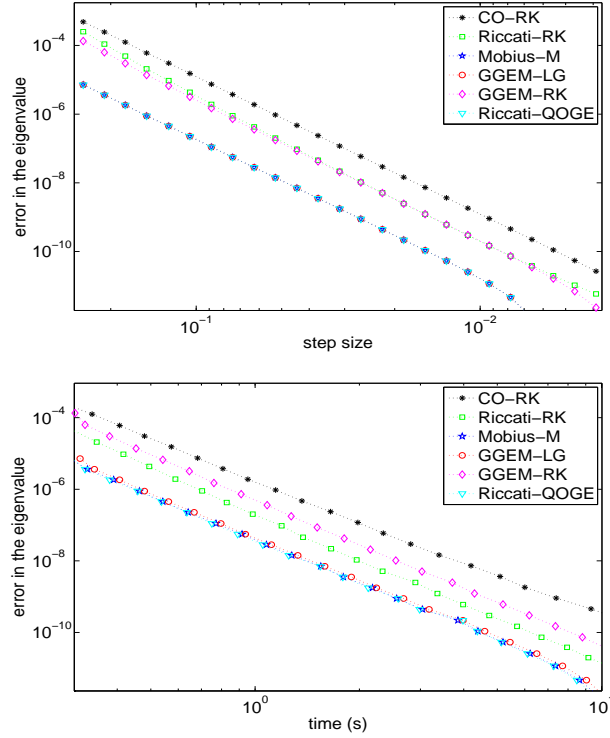 10−4
10−6
10−8
10−10
error in the eigenvalue
CO−RK
Riccati−RK
Mobius−M
GGEM−LG
GGEM−RK
Riccati−QOGE
10−1
10−2
step size
10−4
10−6
10−8
10−10
error in the eigenvalue
CO−RK
Riccati−RK
Mobius−M
GGEM−LG
GGEM−RK
Riccati−QOGE
100
101
time (s)